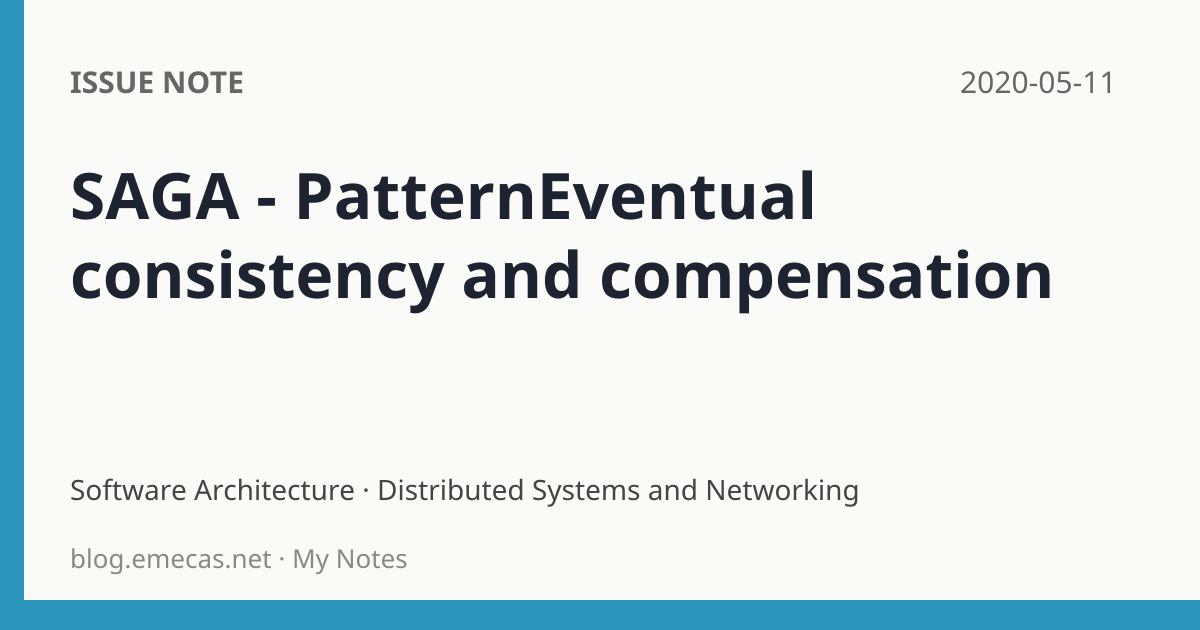 ISSUE NOTE
2020-05-11
SAGA - PatternEventual
consistency and compensation
Software Architecture · Distributed Systems and Networking
blog.emecas.net · My Notes